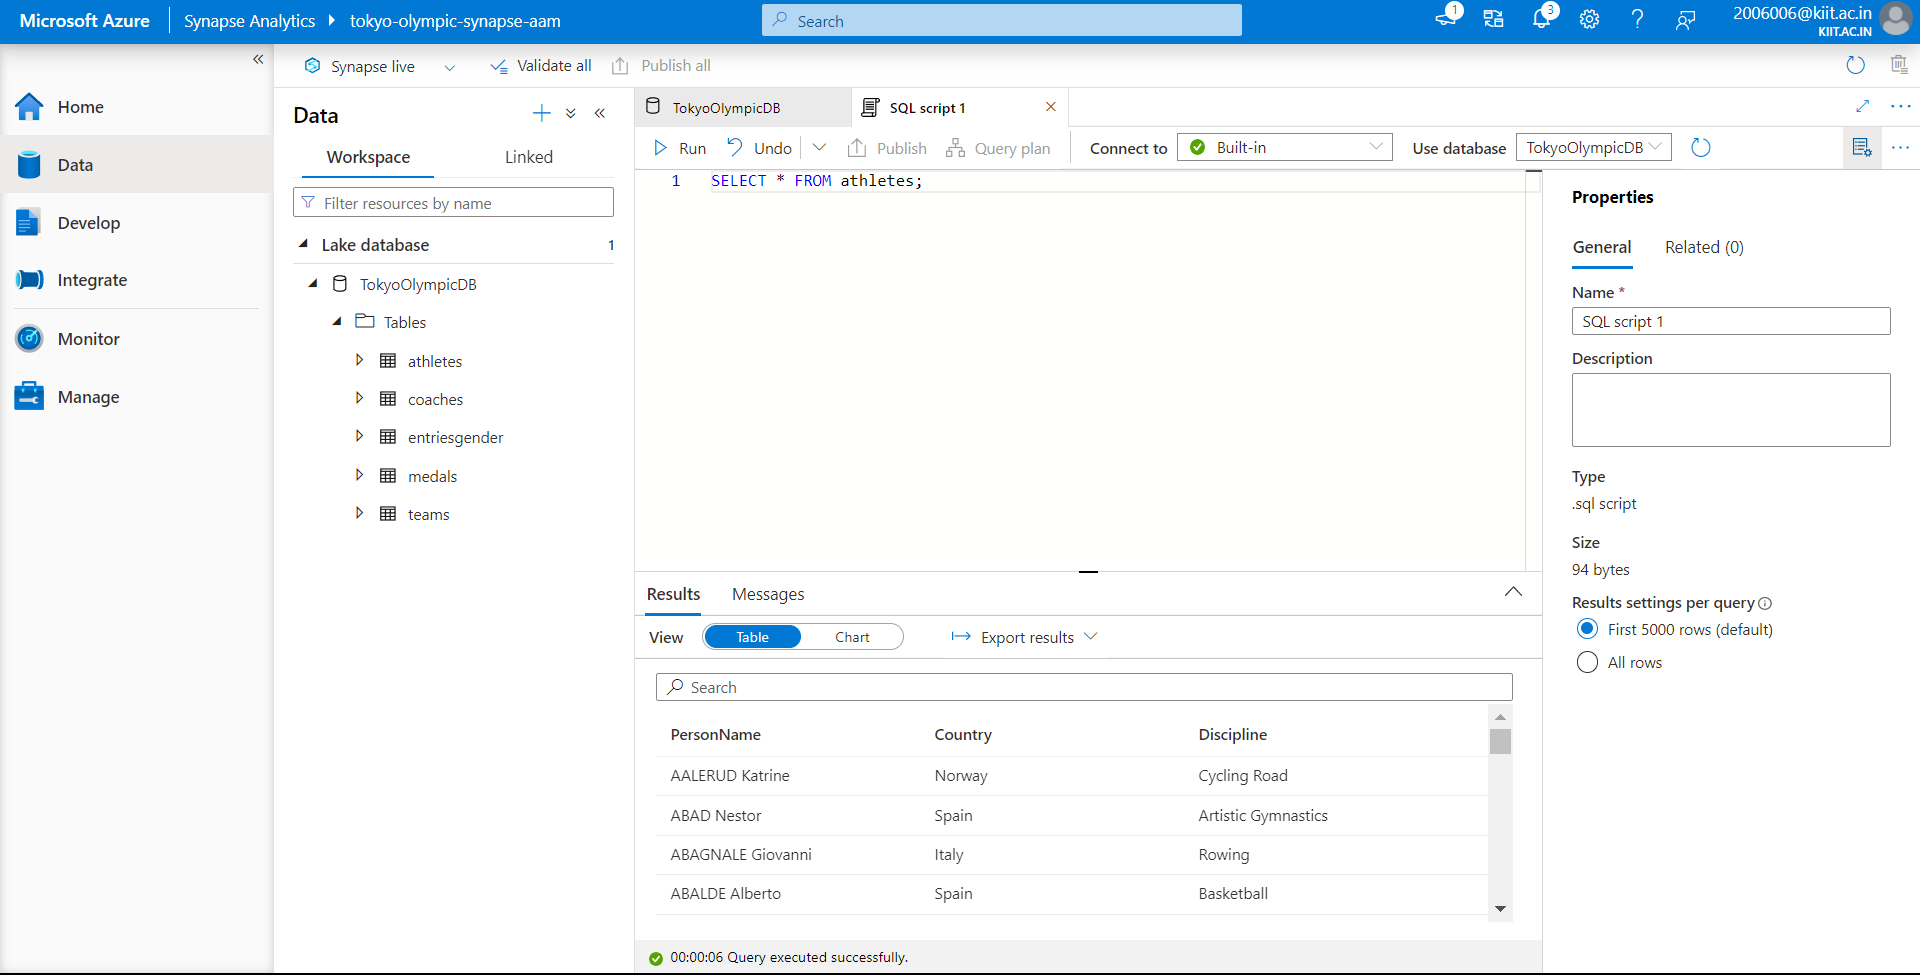 Microsoft Azure
Synapse Analytics
tokyo-olympic-synapse-aam
Search
1
3
2006006@kiit.ac.in
KIIT.AC.IN
Home
Data
Develop
Integrate
Monitor
Manage
Synapse live
Validate all
Publish all
Data
Workspace
Linked
Filter resources by name
Lake database 1
TokyoOlympicDB
Tables
athletes
coaches
entriesgender
medals
teams
TokyoOlympicDB
SQL script 1
Run
Undo
Publish
Query plan
Connect to
Built-in
Use database
TokyoOlympicDB
1 SELECT * FROM athletes;
Results
Messages
View
Table
Chart
Export results
Search
PersonName Country Discipline
AALERUD Katrine Norway Cycling Road
ABAD Nestor Spain Artistic Gymnastics
ABAGNALE Giovanni Italy Rowing
ABALDE Alberto Spain Basketball
00:00:06 Query executed successfully.
Properties
General
Related (0)
Name *
SQL script 1
Description
Type
.sql script
Size
94 bytes
Results settings per query
First 5000 rows (default)
All rows